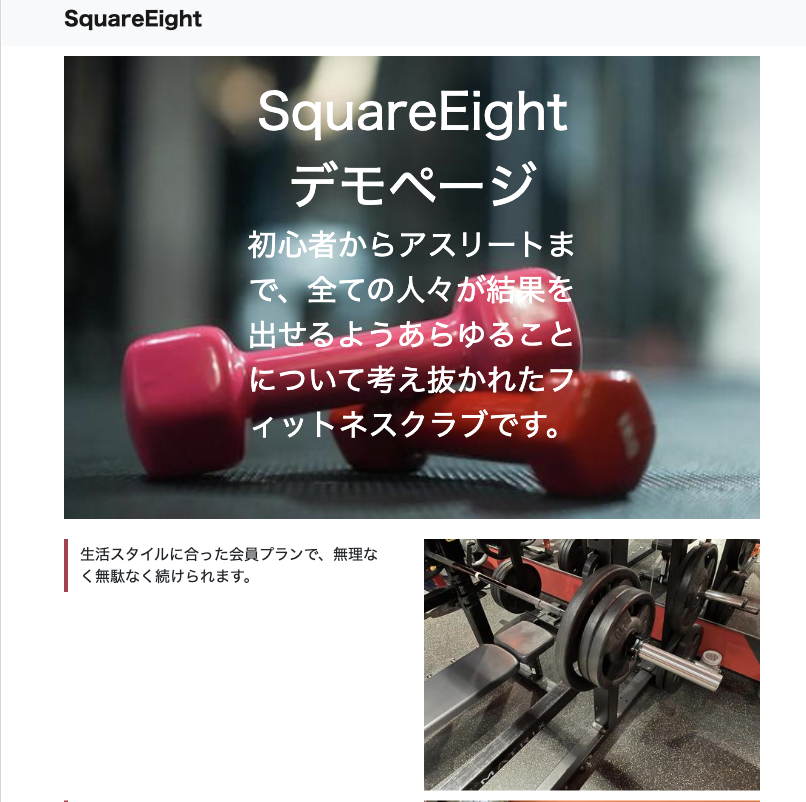 SquareEight
SquareEight
デモページ
初心者からアスリートま
で、全ての人々が結果を
出せるようあらゆること
について考え抜かれたフ
ィットネスクラブです。
生活スタイルに合った会員プランで、無理な
く無駄なく続けられます。